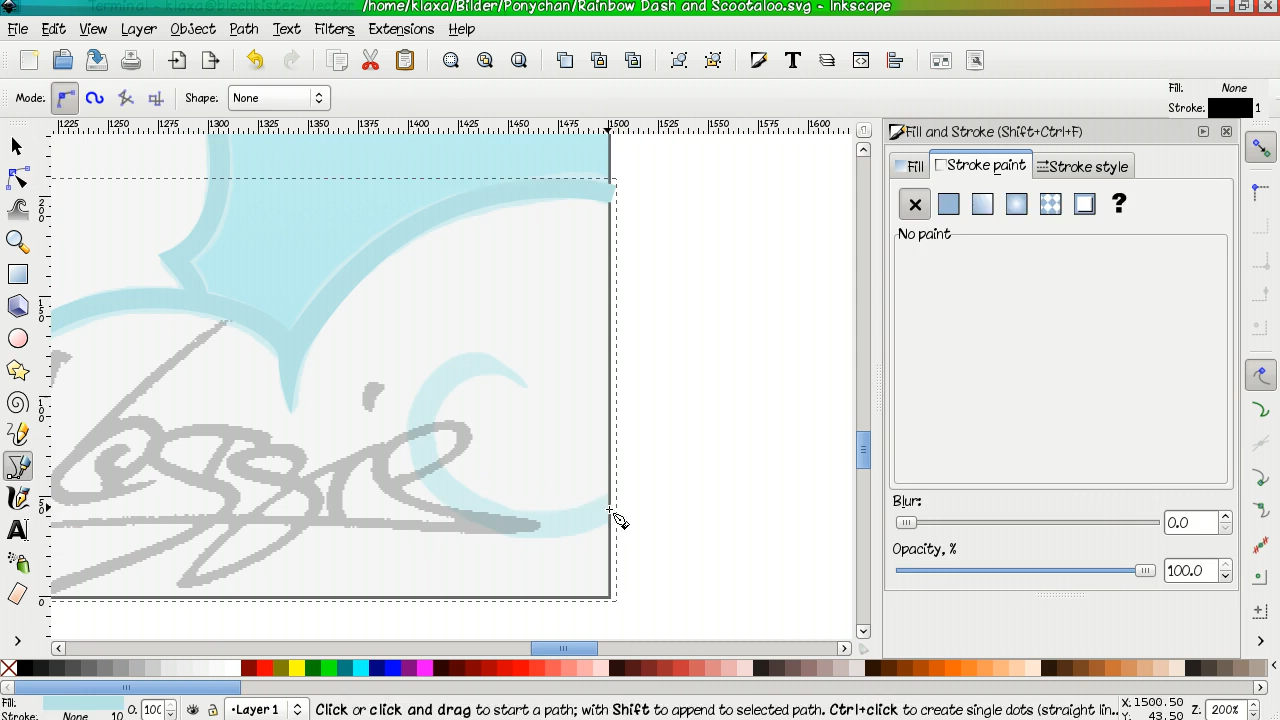 /home/klaxa/Bilder/Ponychan/Rainbow Dash and Scootaloo.svg - Inkscape
File Edit View Layer Object Path Text Filters Extensions Help
Mode: Shape: None
Fill: None
Stroke: 1
1225 1250 1275 1300 1325 1350 1375 1400 1425 1450 1475 1500 1525 1550 1575 1600
Fill and Stroke (Shift+Ctrl+F)
Fill Stroke paint Stroke style
No paint
Blur:
0.0
Opacity, %
100.0
Fill:
Stroke: None 10
O: 100
•Layer 1
Click or click and drag to start a path; with Shift to append to selected path. Ctrl+click to create single dots (straight lin...
X: 1500.50
Y:
Z: 200%